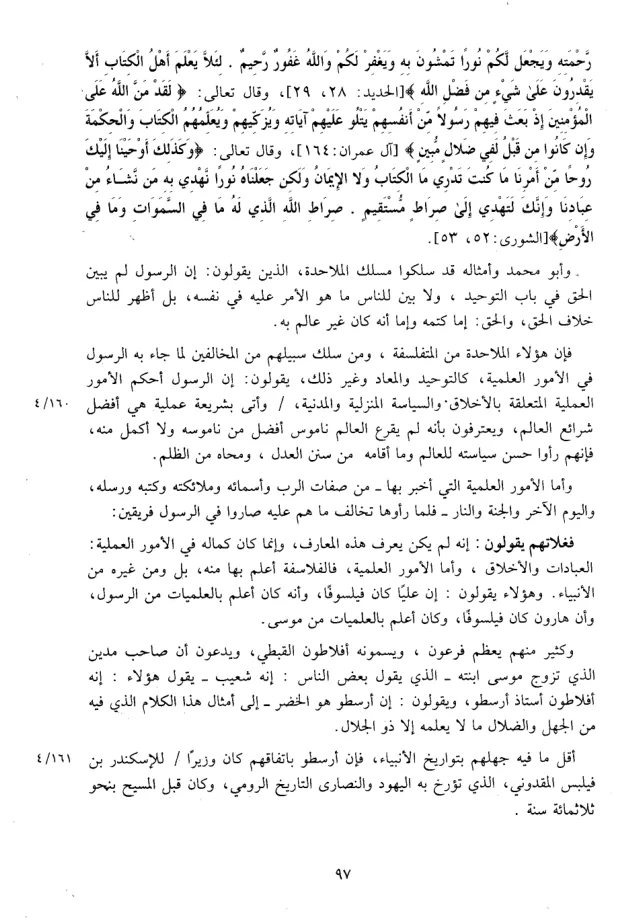 رَّحْمَتِهِ وَيَجْعَل لَّكُمْ نُورًا تَمْشُونَ بِهِ وَيَغْفِرْ لَكُمْ وَاللَّهُ غَفُورٌ رَّحِيمٌ . لِئَلاَّ يَعْلَمَ أَهْلُ الْكِتَابِ أَلاَّ
يَقْدِرُونَ عَلَىٰ شَيْءٍ مِّن فَضْلِ اللَّهِ ﴾[الحديد: ٢٨، ٢٩]، وقال تعالى: ﴿ لَقَدْ مَنَّ اللَّهُ عَلَى
الْمُؤْمِنِينَ إِذْ بَعَثَ فِيهِمْ رَسُولاً مِّنْ أَنفُسِهِمْ يَتْلُو عَلَيْهِمْ آيَاتِهِ وَيُزَكِّيهِمْ وَيُعَلِّمُهُمُ الْكِتَابَ وَالْحِكْمَةَ
وَإِن كَانُوا مِن قَبْلُ لَفِي ضَلالٍ مُّبِينٍ ﴾ [آل عمران:١٦٤]، وقال تعالى: ﴿وَكَذَلِكَ أَوْحَيْنَا إِلَيْكَ
رُوحًا مِّنْ أَمْرِنَا مَا كُنتَ تَدْرِي مَا الْكِتَابُ وَلا الإِيمَانُ وَلَكِن جَعَلْنَاهُ نُورًا نَّهْدِي بِهِ مَن نَّشَاءُ مِنْ
عِبَادِنَا وَإِنَّكَ لَتَهْدِي إِلَىٰ صِرَاطٍ مُّسْتَقِيمٍ . صِرَاطِ اللَّهِ الَّذِي لَهُ مَا فِي السَّمَوَاتِ وَمَا فِي
الأَرْضِ﴾[الشورى:٥٢، ٥٣].
وأبو محمد وأمثاله قد سلكوا مسلك الملاحدة، الذين يقولون: إن الرسول لم يبين
الحق في باب التوحيد ، ولا بين للناس ما هو الأمر عليه في نفسه، بل أظهر للناس
خلاف الحق، والحق: إما كتمه وإما أنه كان غير عالم به.
فإن هؤلاء الملاحدة من المتفلسفة ، ومن سلك سبيلهم من المخالفين لما جاء به الرسول
في الأمور العلمية، كالتوحيد والمعاد وغير ذلك، يقولون: إن الرسول أحكم الأمور
العملية المتعلقة بالأخلاق والسياسة المنزلية والمدنية، / وأتى بشريعة عملية هي أفضل ٤/١٦٠
شرائع العالم، ويعترفون بأنه لم يقرع العالم ناموس أفضل من ناموسه ولا أكمل منه،
فإنهم رأوا حسن سياسته للعالم وما أقامه من سنن العدل ، ومحاه من الظلم.
وأما الأمور العلمية التي أخبر بها ـ من صفات الرب وأسمائه وملائكته وكتبه ورسله،
واليوم الآخر والجنة والنار ـ فلما رأوها تخالف ما هم عليه صاروا في الرسول فريقين:
فغلاتهم يقولون : إنه لم يكن يعرف هذه المعارف، وإنما كان كماله في الأمور العملية:
العبادات والأخلاق ، وأما الأمور العلمية، فالفلاسفة أعلم بها منه، بل ومن غيره من
الأنبياء. وهؤلاء يقولون : إن عليًا كان فيلسوفًا، وأنه كان أعلم بالعلميات من الرسول،
وأن هارون كان فيلسوفًا، وكان أعلم بالعلميات من موسى.
وكثير منهم يعظم فرعون ، ويسمونه أفلاطون القبطي، ويدعون أن صاحب مدين
الذي تزوج موسى ابنته ـ الذي يقول بعض الناس : إنه شعيب ـ يقول هؤلاء : إنه
أفلاطون أستاذ أرسطو، ويقولون : إن أرسطو هو الخضر ـ إلى أمثال هذا الكلام الذي فيه
من الجهل والضلال ما لا يعلمه إلا ذو الجلال.
أقل ما فيه جهلهم بتواريخ الأنبياء، فإن أرسطو باتفاقهم كان وزيرًا / للإسكندر بن ٤/١٦١
فيلبس المقدوني، الذي تؤرخ به اليهود والنصارى التاريخ الرومي، وكان قبل المسيح بنحو
ثلاثمائة سنة .
٩٧